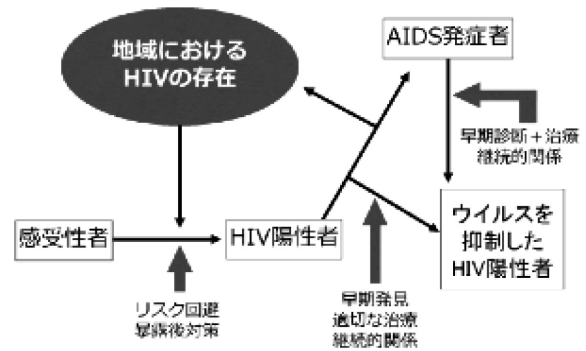 地域における
HIVの存在
AIDS発症者
早期診断＋治療
継続的関係
感受性者
HIV陽性者
ウイルスを
抑制した
HIV陽性者
リスク回避
暴露後対策
早期発見
適切な治療
継続的関係